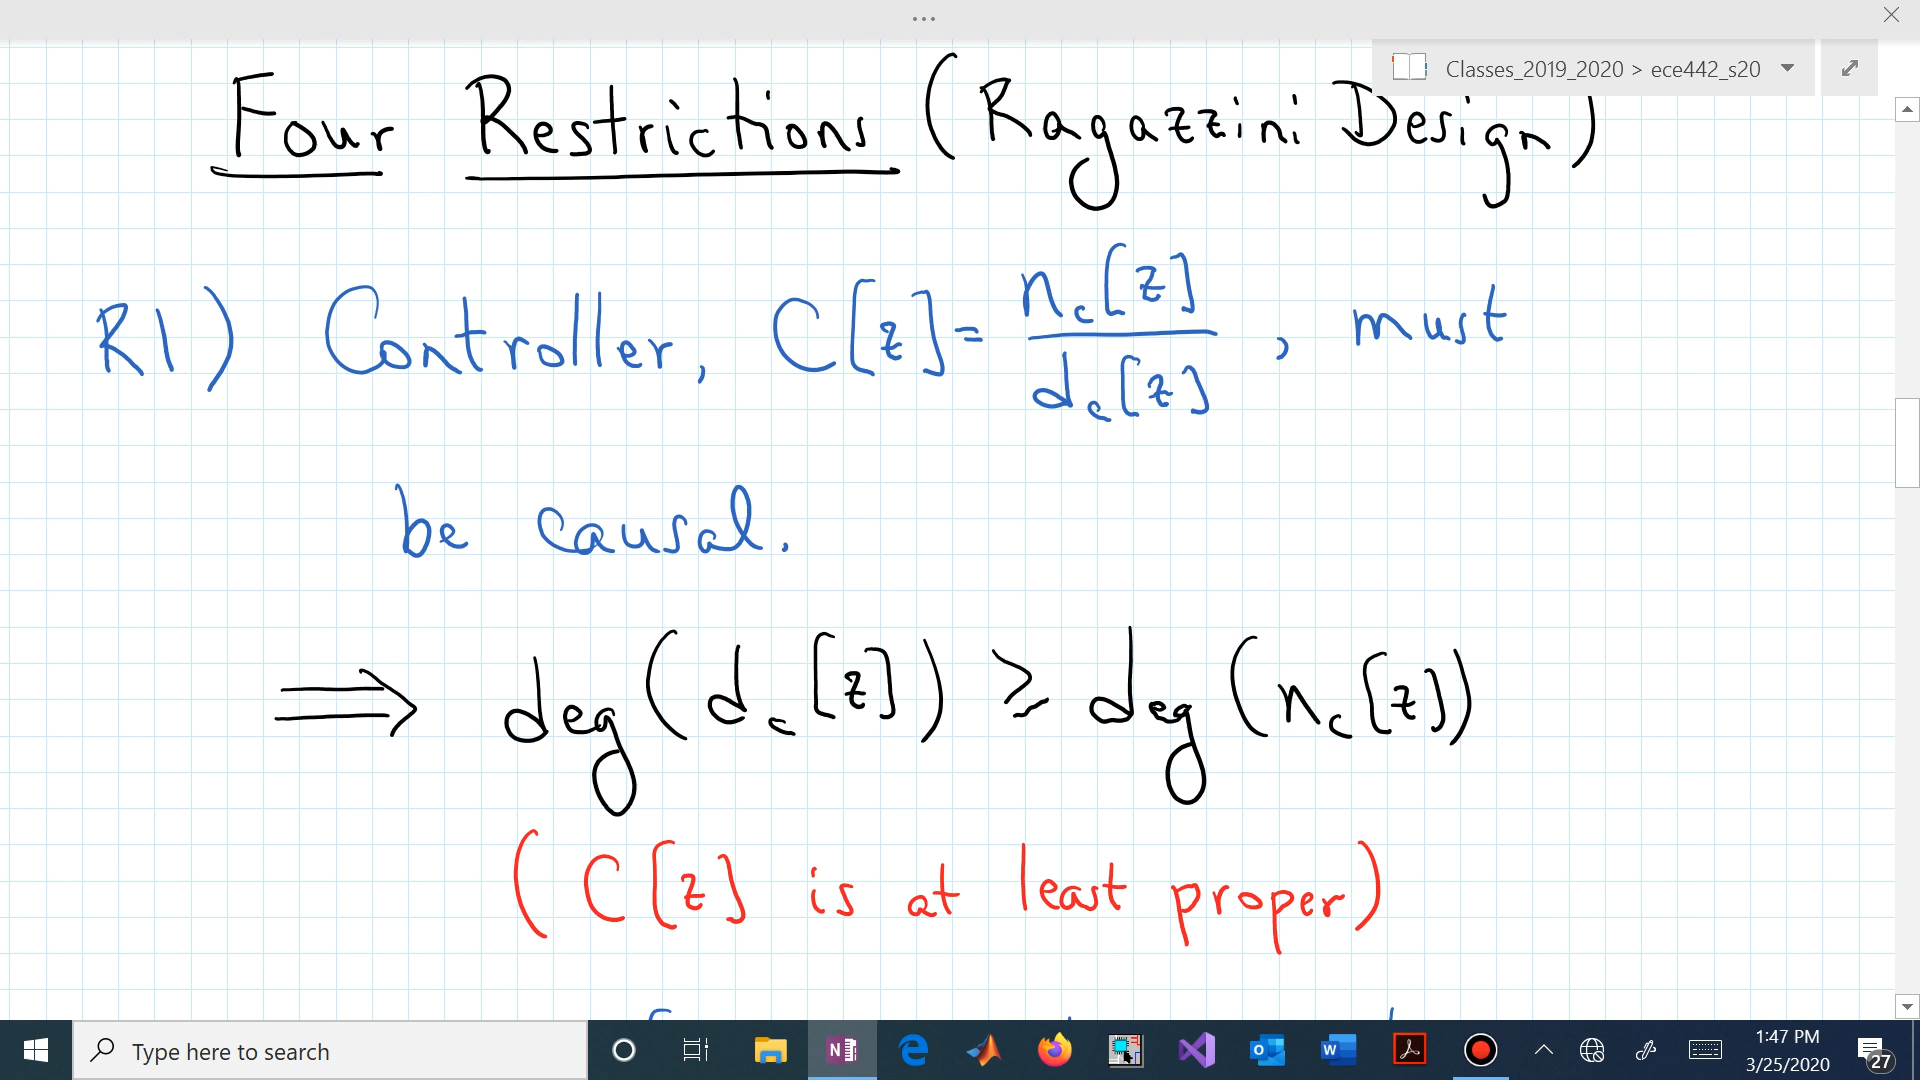 ...
Classes_2019_2020 > ece442_s20
Four Restrictions (Ragazzini Design)
R1) Controller, C[z] = n_c[z] / d_c[z] , must
be causal.
⟹ deg(d_c[z]) ≥ deg(n_c[z])
(C[z] is at least proper)
Type here to search
1:47 PM
3/25/2020
27